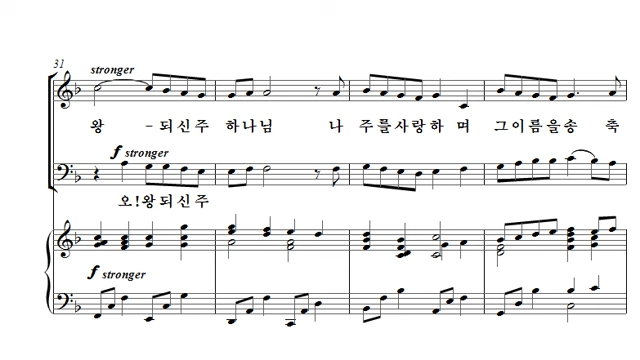 31
stronger
왕 - 되신주 하나님 나 주를사랑하 며 그이름을송 축
f stronger
오!왕되신주
f stronger